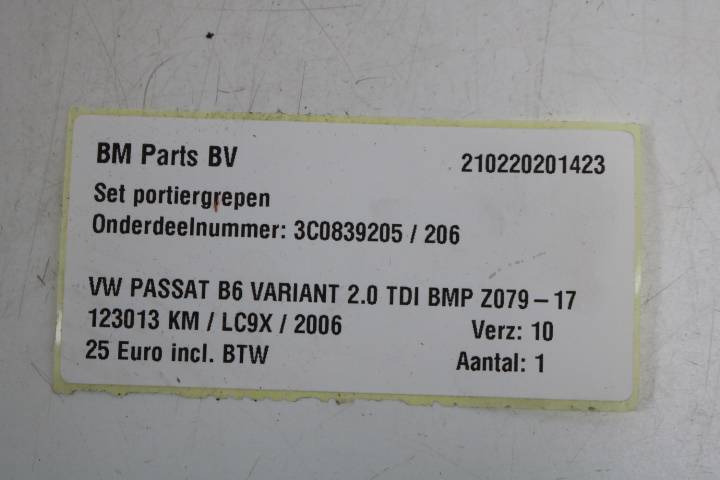 BM Parts BV 210220201423
Set portiergrepen
Onderdeelnummer: 3C0839205 / 206
VW PASSAT B6 VARIANT 2.0 TDI BMP Z079-17
123013 KM / LC9X / 2006 Verz: 10
25 Euro incl. BTW Aantal: 1